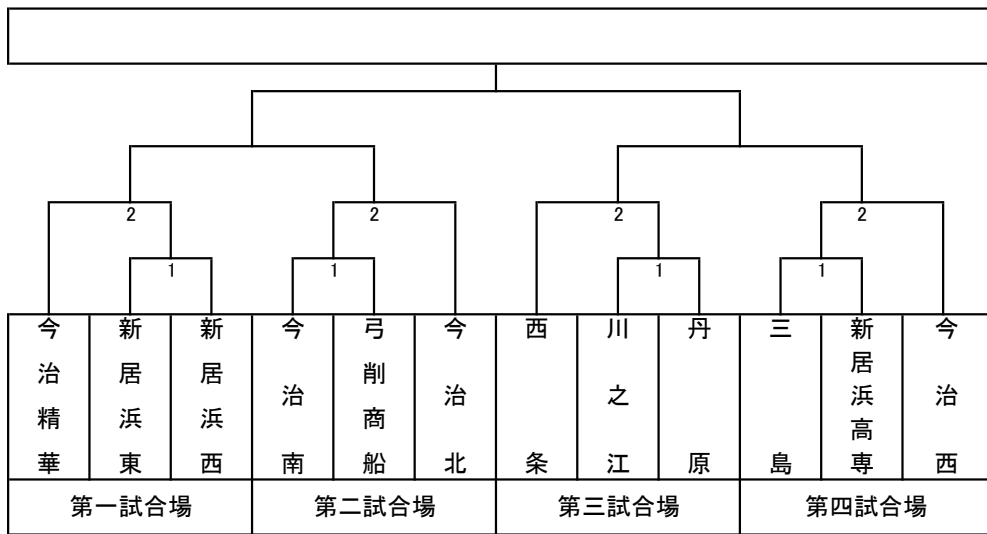 2
2
2
2
1
1
1
1
今治精華
新居浜東
新居浜西
今治南
弓削商船
今治北
西条
川之江
丹原
三島
新居浜高専
今治西
第一試合場
第二試合場
第三試合場
第四試合場